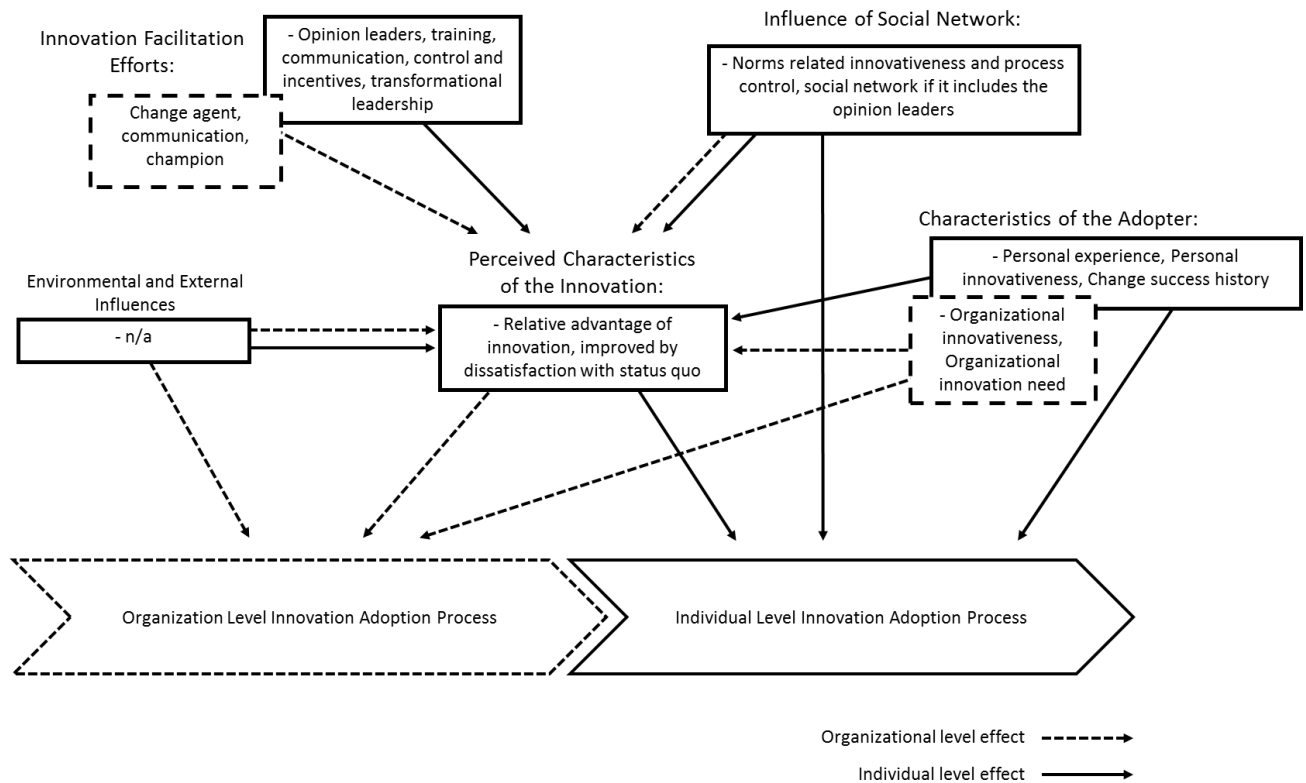 Innovation Facilitation
Efforts:
- Opinion leaders, training,
communication, control and
incentives, transformational
leadership
Change agent,
communication,
champion
Influence of Social Network:
- Norms related innovativeness and process
control, social network if it includes the
opinion leaders
Characteristics of the Adopter:
- Personal experience, Personal
innovativeness, Change success history
- Organizational
innovativeness,
Organizational
innovation need
Environmental and External
Influences
- n/a
Perceived Characteristics
of the Innovation:
- Relative advantage of
innovation, improved by
dissatisfaction with status quo
Organization Level Innovation Adoption Process
Individual Level Innovation Adoption Process
Organizational level effect
Individual level effect